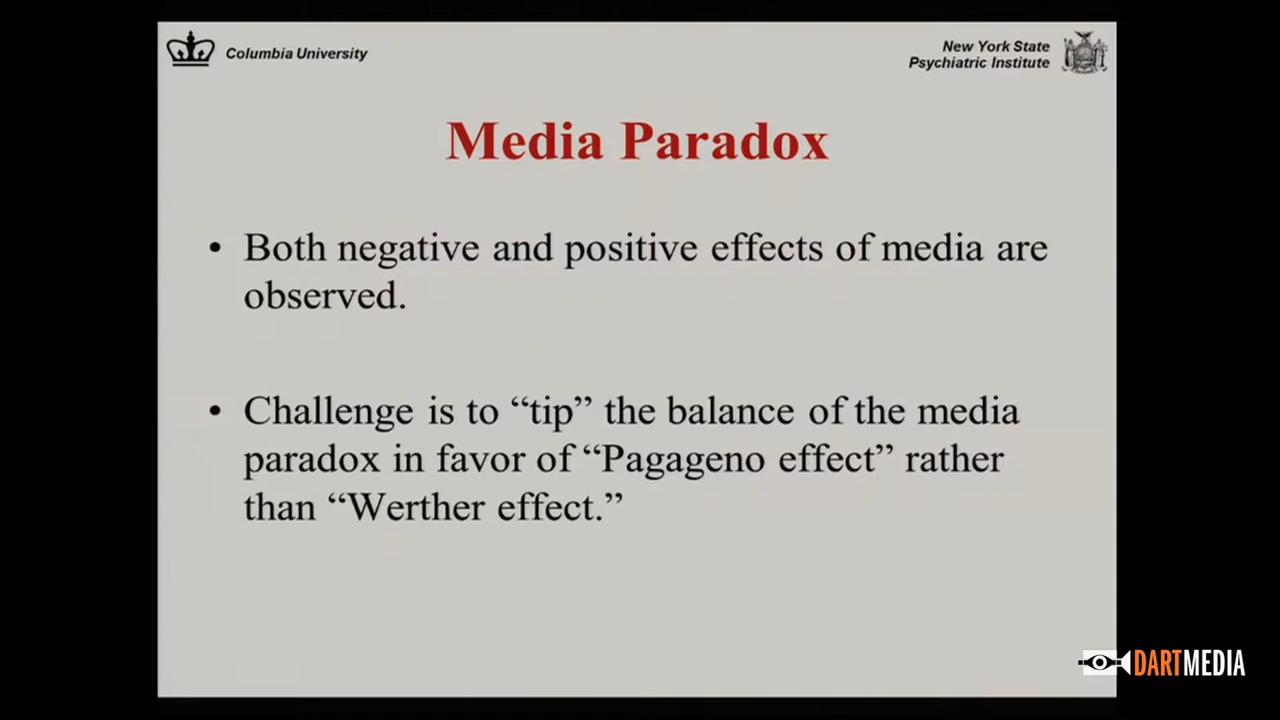 Columbia University
New York State
Psychiatric Institute
Media Paradox
• Both negative and positive effects of media are
observed.
• Challenge is to “tip” the balance of the media
paradox in favor of “Pagageno effect” rather
than “Werther effect.”
DARTMEDIA